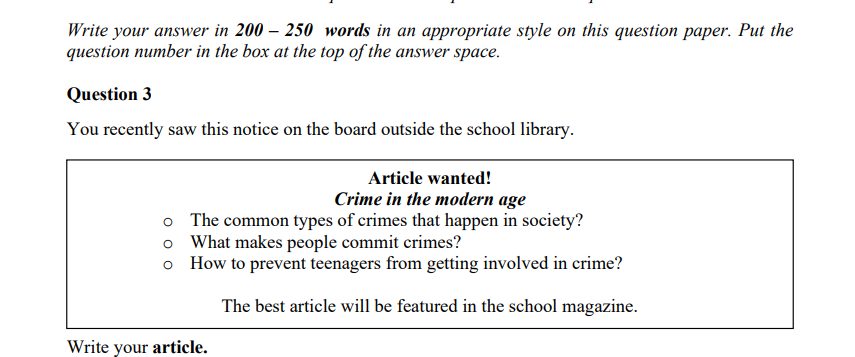 Write your answer in 200 – 250 words in an appropriate style on this question paper. Put the
question number in the box at the top of the answer space.
Question 3
You recently saw this notice on the board outside the school library.
Article wanted!
Crime in the modern age
o The common types of crimes that happen in society?
o What makes people commit crimes?
o How to prevent teenagers from getting involved in crime?
The best article will be featured in the school magazine.
Write your article.